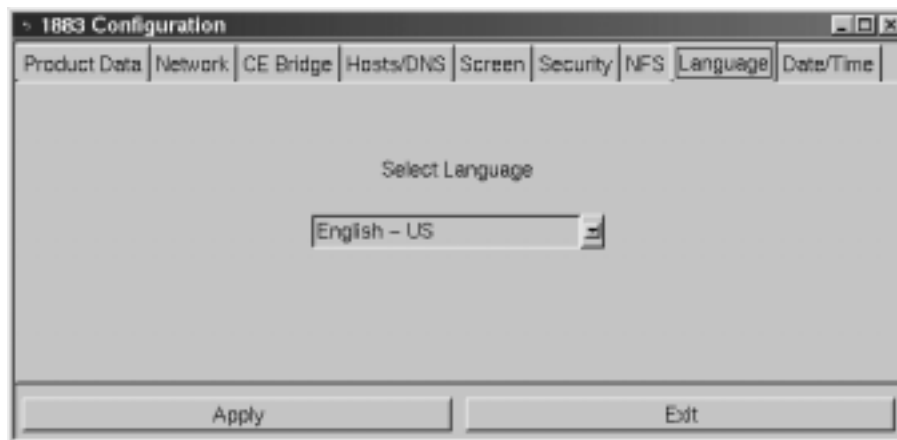 1883 Configuration
Product Data Network CE Bridge Hosts/DNS Screen Security NFS Language Date/Time
Select Language
English – US
Apply Exit